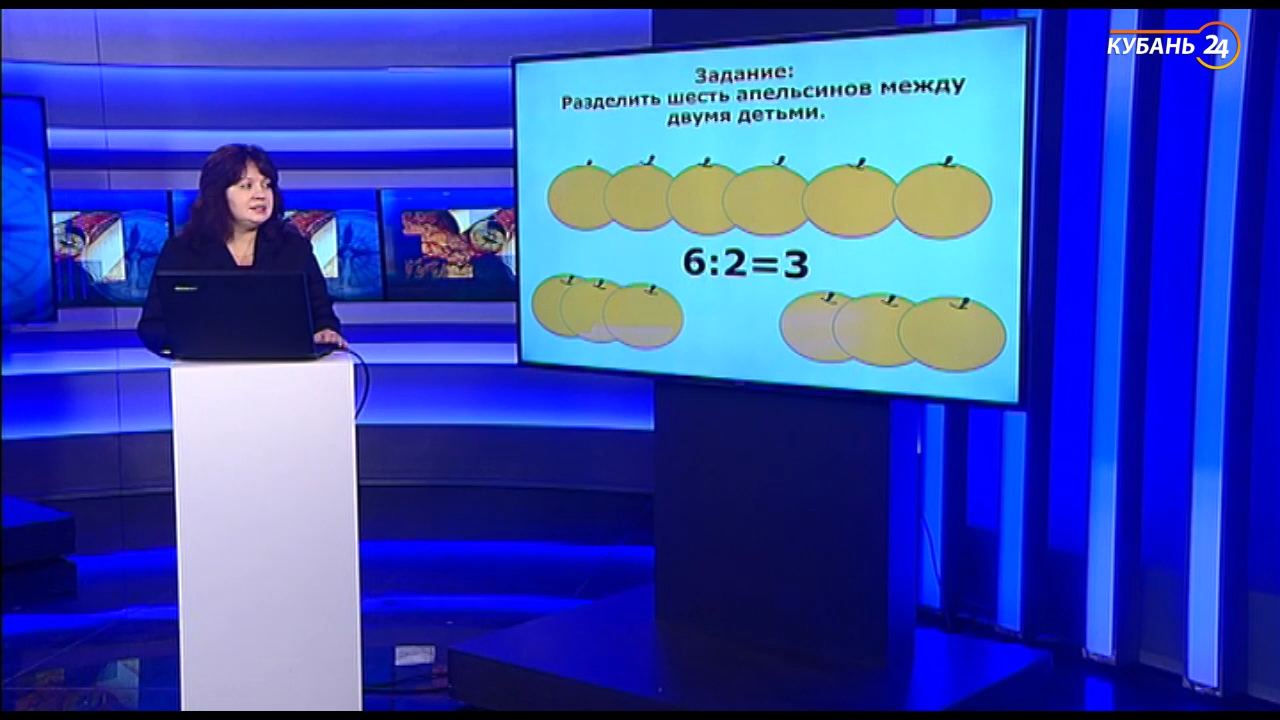 КУБАНЬ 24
Задание:
Разделить шесть апельсинов между
двумя детьми.
6:2=3